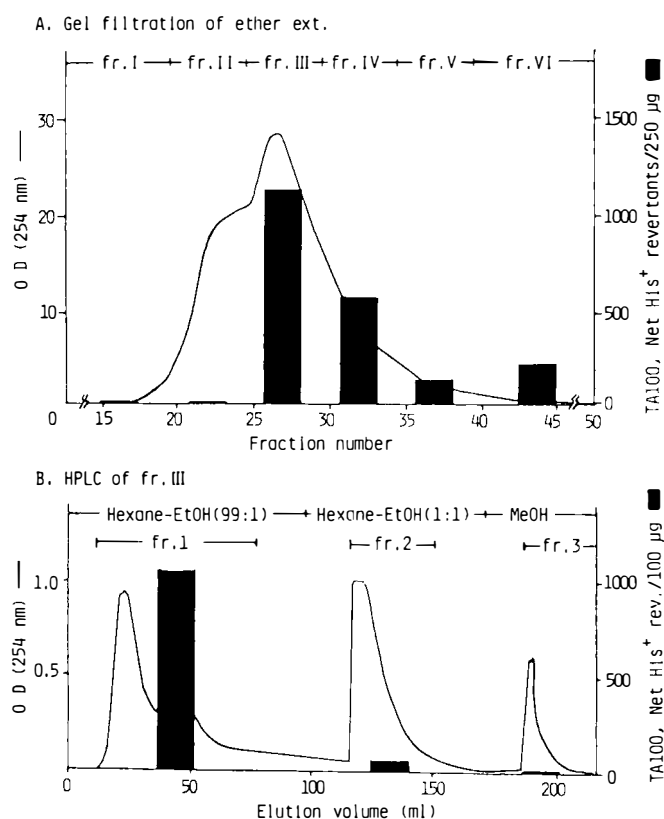 A. Gel filtration of ether ext.
fr.I fr.II fr.III fr.IV fr.V fr.VI
30
20
10
0
O D (254 nm)
1500
1000
500
0
TA100, Net His+ revertants/250 µg
15 20 25 30 35 40 45 50
Fraction number
B. HPLC of fr.III
Hexane-EtOH(99:1) Hexane-EtOH(1:1) MeOH
fr.1 fr.2 fr.3
1.0
0.5
O D (254 nm)
1000
500
0
TA100, Net His+ rev./100 µg
0 50 100 150 200
Elution volume (ml)